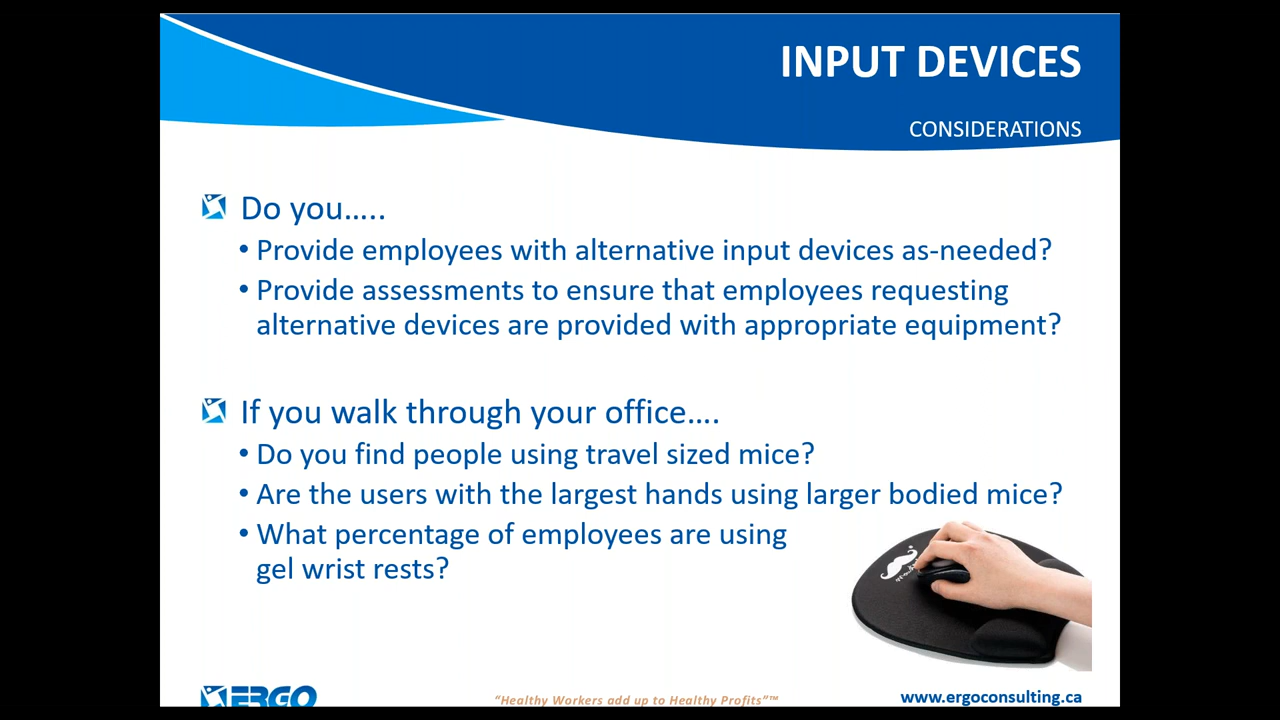 INPUT DEVICES
CONSIDERATIONS
Do you…..
• Provide employees with alternative input devices as-needed?
• Provide assessments to ensure that employees requesting
alternative devices are provided with appropriate equipment?
If you walk through your office….
• Do you find people using travel sized mice?
• Are the users with the largest hands using larger bodied mice?
• What percentage of employees are using
gel wrist rests?
ERGO
“Healthy Workers add up to Healthy Profits”™
www.ergoconsulting.ca